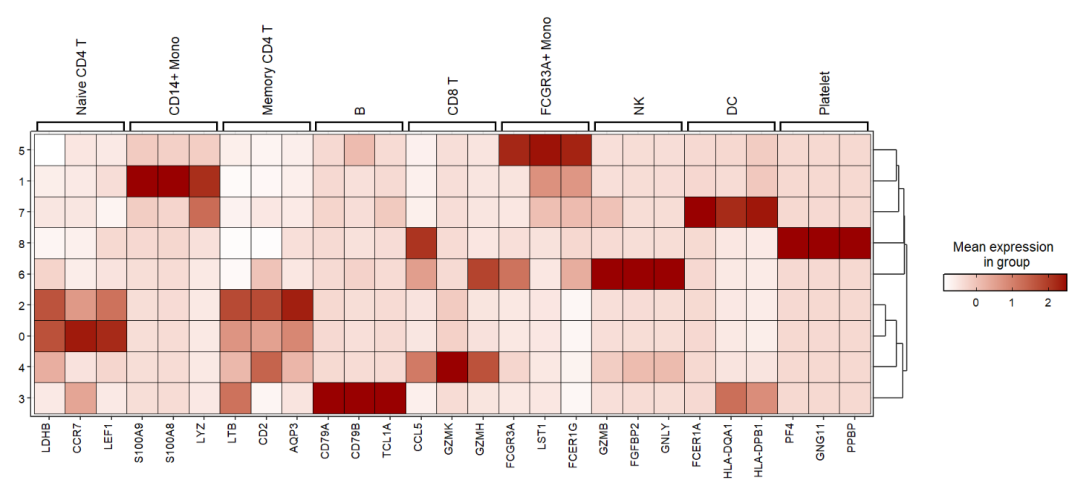 Naive CD4 T
CD14+ Mono
Memory CD4 T
B
CD8 T
FCGR3A+ Mono
NK
DC
Platelet
5
1
7
8
6
2
0
4
3
LDHB
CCR7
LEF1
S100A9
S100A8
LYZ
LTB
CD2
AQP3
CD79A
CD79B
TCL1A
CCL5
GZMK
GZMH
FCGR3A
LST1
FCER1G
GZMB
FGFBP2
GNLY
FCER1A
HLA-DQA1
HLA-DPB1
PF4
GNG11
PPBP
Mean expression
in group
0 1 2